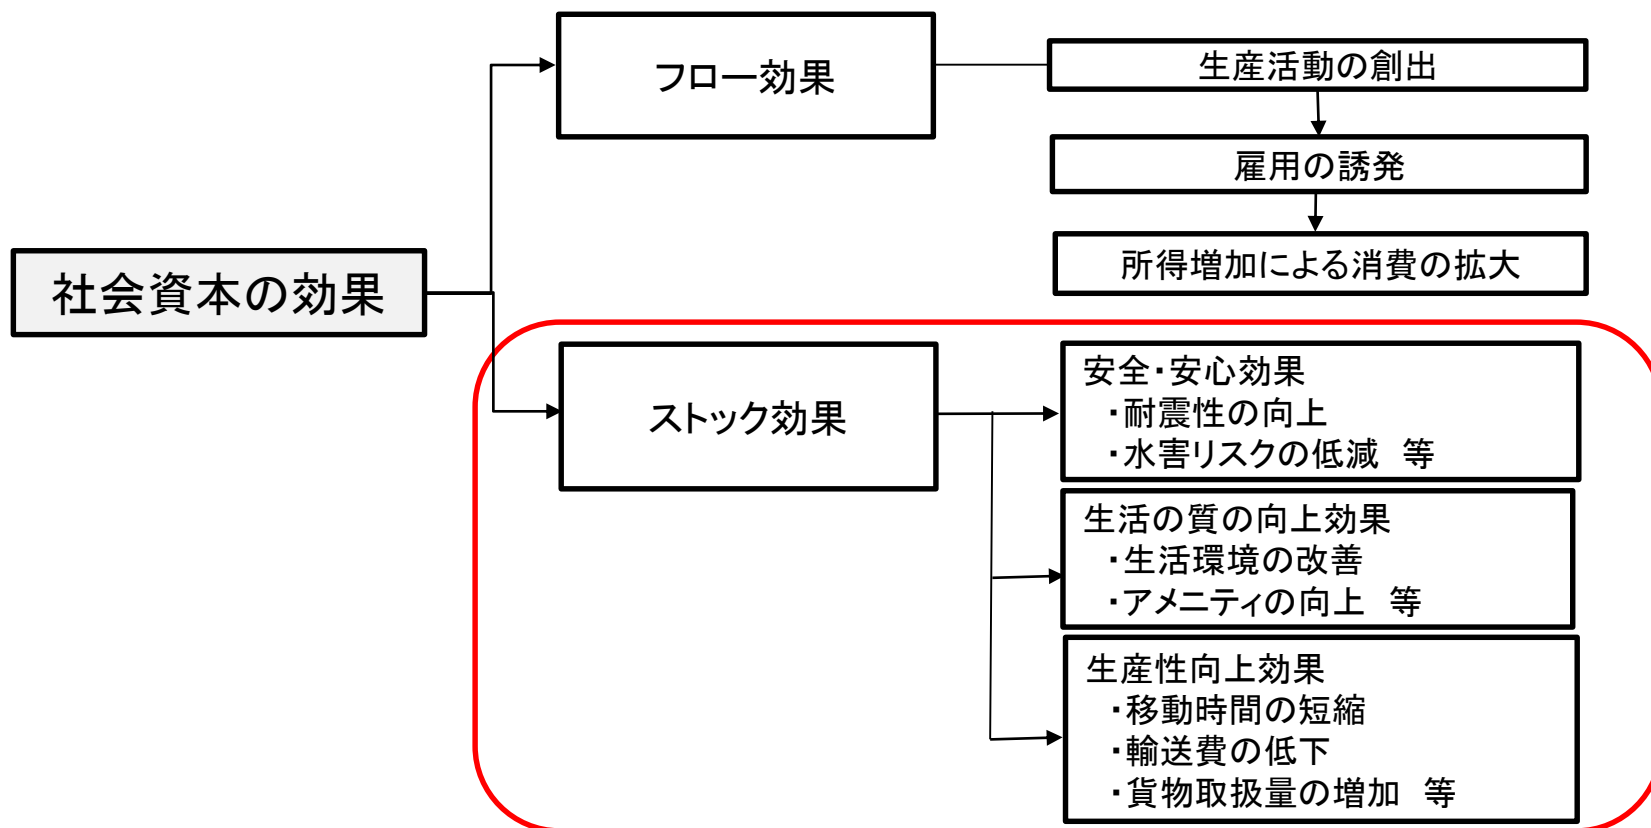 フロー効果
生産活動の創出
雇用の誘発
所得増加による消費の拡大
社会資本の効果
ストック効果
安全・安心効果
・耐震性の向上
・水害リスクの低減　等
生活の質の向上効果
・生活環境の改善
・アメニティの向上　等
生産性向上効果
・移動時間の短縮
・輸送費の低下
・貨物取扱量の増加　等